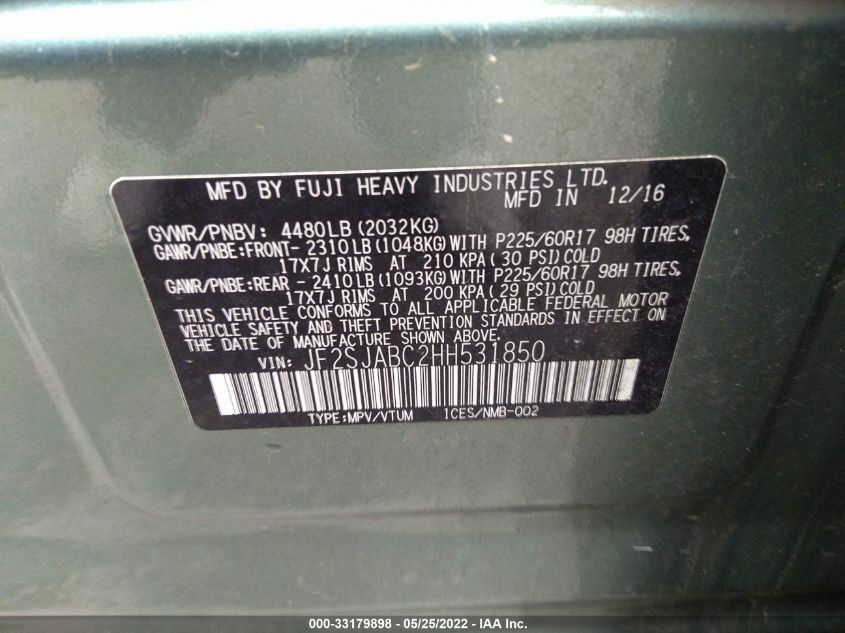 MFD BY FUJI HEAVY INDUSTRIES LTD.
MFD IN 12/16
GVWR/PNBV: 4480LB (2032KG)
GAWR/PNBE:FRONT- 2310LB (1048KG) WITH P225/60R17 98H TIRES,
17X7J RIMS AT 210 KPA ( 30 PSI) COLD
GAWR/PNBE:REAR - 2410LB (1093KG) WITH P225/60R17 98H TIRES,
17X7J RIMS AT 200 KPA ( 29 PSI) COLD
THIS VEHICLE CONFORMS TO ALL APPLICABLE FEDERAL MOTOR
VEHICLE SAFETY AND THEFT PREVENTION STANDARDS IN EFFECT ON
THE DATE OF MANUFACTURE SHOWN ABOVE.
VIN: JF2SJABC2HH531850
TYPE:MPV/VTUM ICES/NMB-002
000-33179898 - 05/25/2022 - IAA Inc.